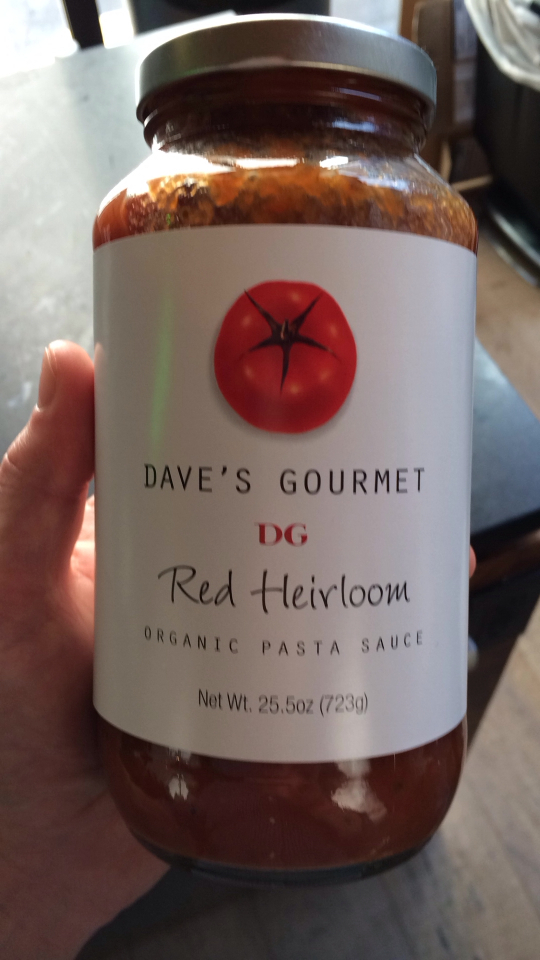 DAVE'S GOURMET
DG
Red Heirloom
ORGANIC PASTA SAUCE
Net Wt. 25.5oz (723g)